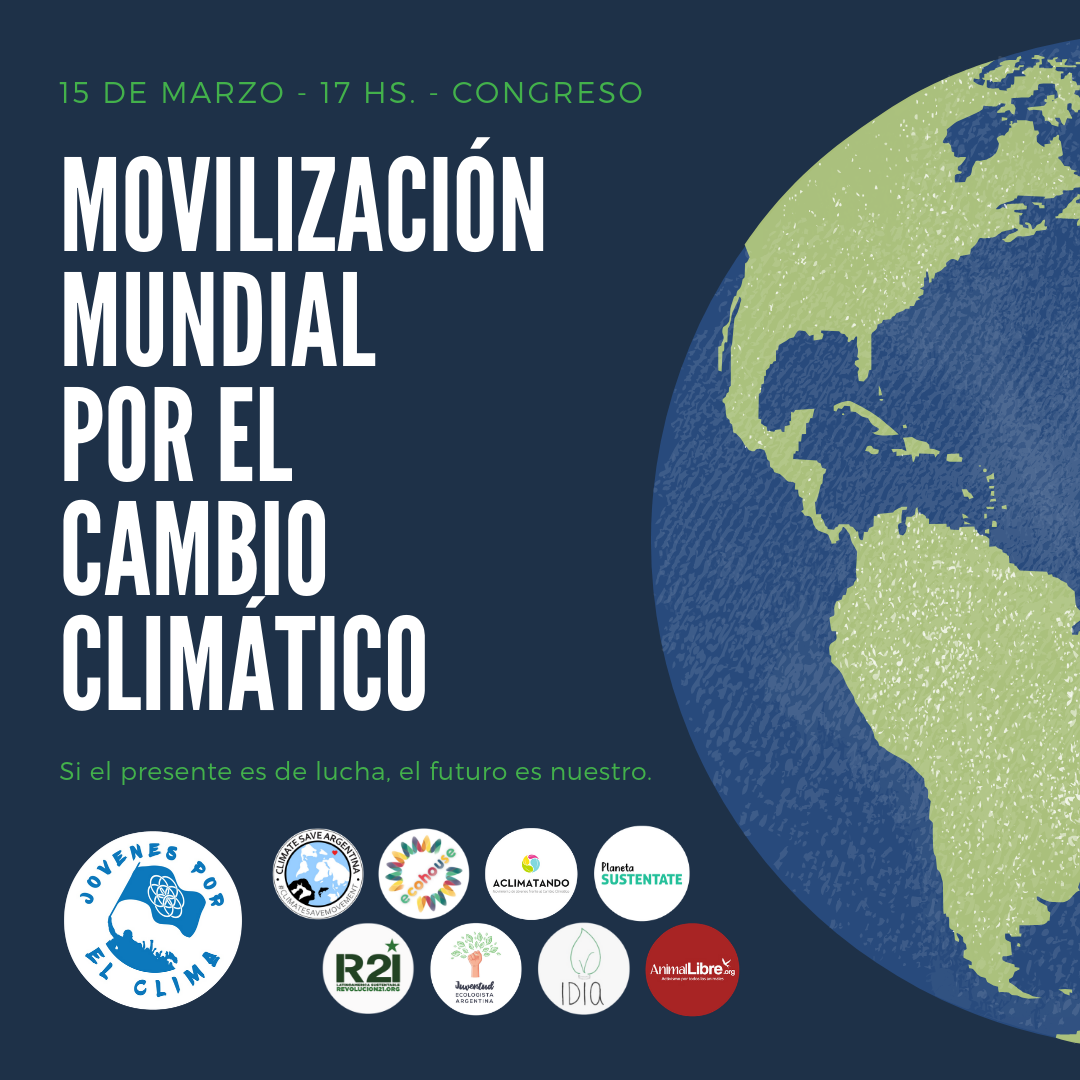 15 DE MARZO - 17 HS. - CONGRESO
MOVILIZACIÓN
MUNDIAL
POR EL
CAMBIO
CLIMÁTICO
Si el presente es de lucha, el futuro es nuestro.
JOVENES POR
EL CLIMA
CLIMATE SAVE ARGENTINA
#CLIMATESAVEMOVEMENT
ecohouse
ACLIMATANDO
Planeta
SUSTENTATE
R21
LATINOAMERICA SUSTENTABLE
REVOLUCION21.ORG
Juventud
ECOLOGISTA
ARGENTINA
IDIA
AnimalLibre.org